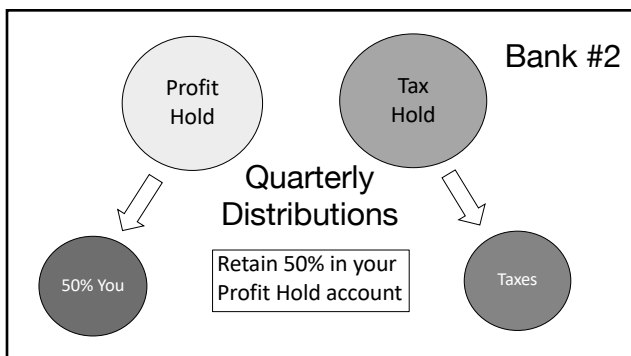 Bank #2
Profit
Hold
Tax
Hold
Quarterly
Distributions
50% You
Retain 50% in your
Profit Hold account
Taxes